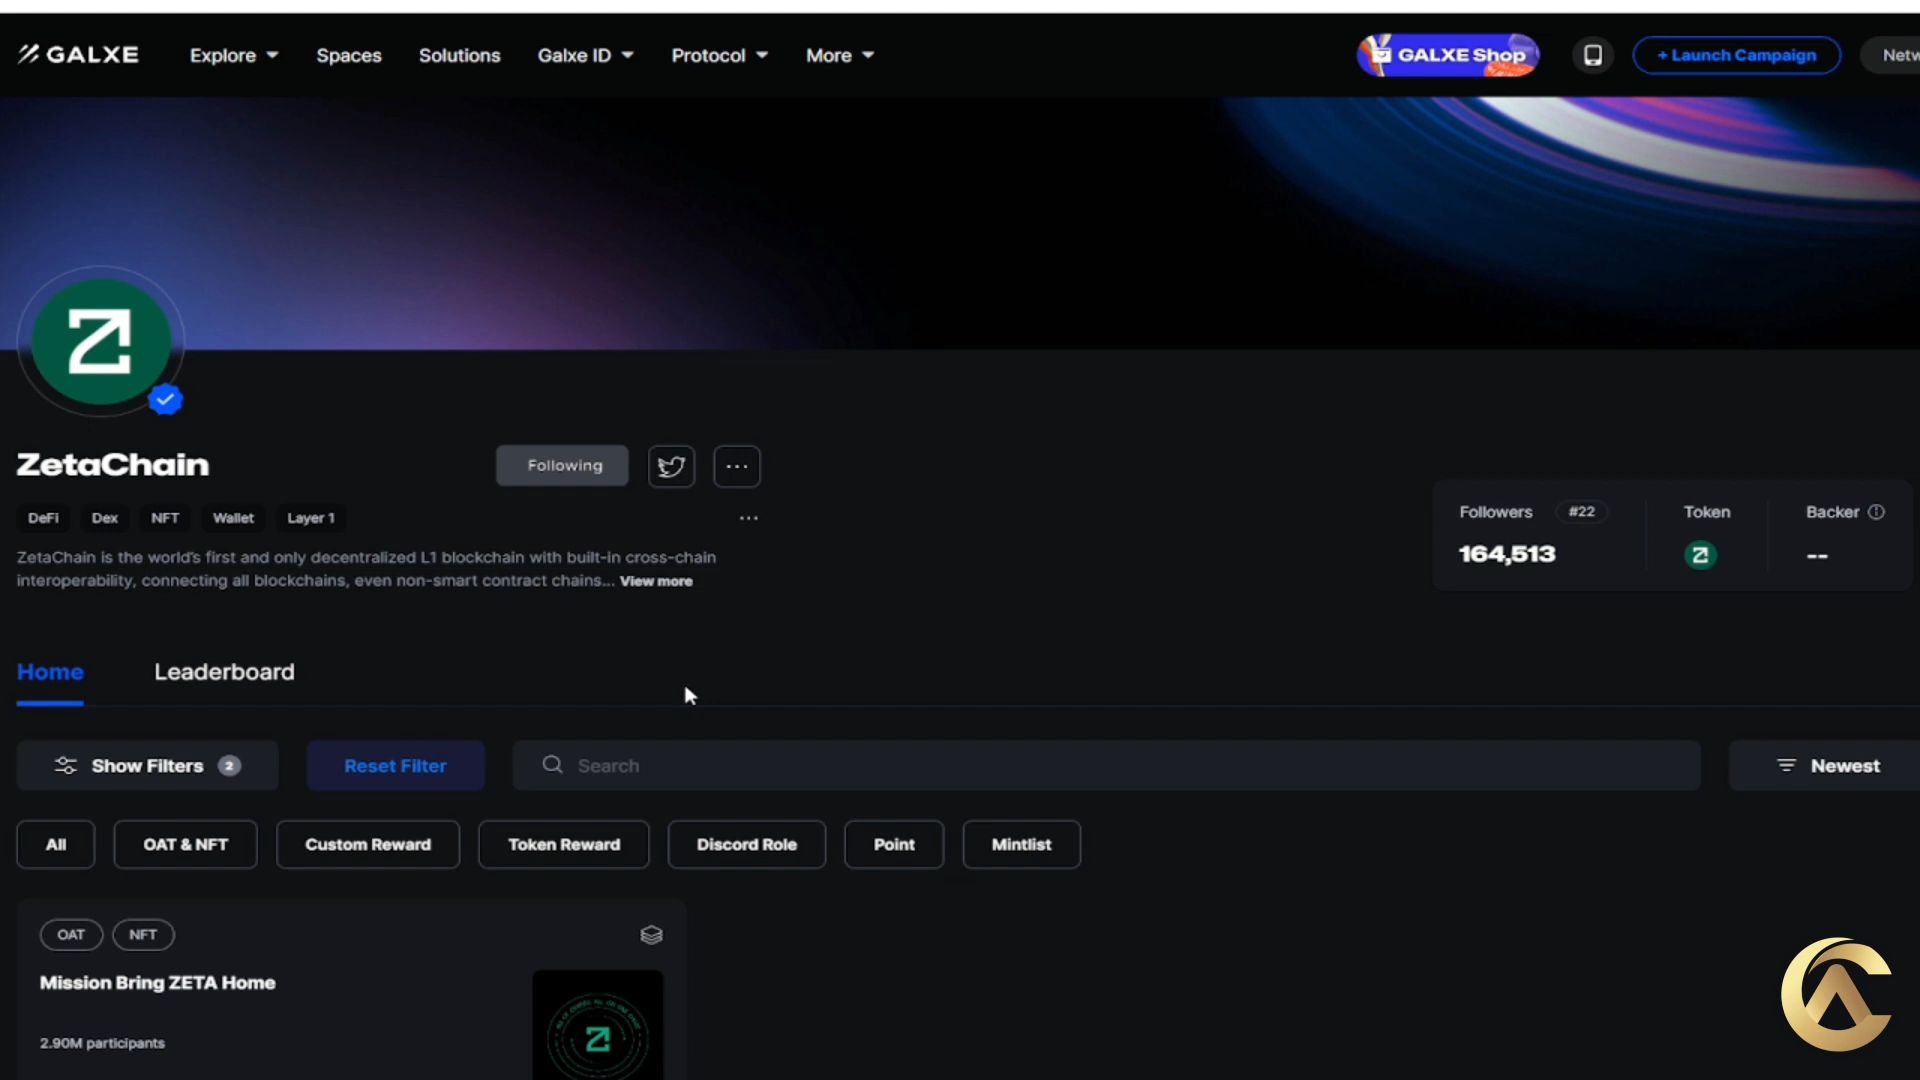 GALXE
Explore
Spaces
Solutions
Galxe ID
Protocol
More
GALXE Shop
+ Launch Campaign
ZetaChain
Following
DeFi
Dex
NFT
Wallet
Layer 1
ZetaChain is the world's first and only decentralized L1 blockchain with built-in cross-chain
interoperability, connecting all blockchains, even non-smart contract chains... View more
Followers #22
164,513
Token
Backer
--
Home
Leaderboard
Show Filters 2
Reset Filter
Search
Newest
All
OAT & NFT
Custom Reward
Token Reward
Discord Role
Point
Mintlist
OAT
NFT
Mission Bring ZETA Home
2.90M participants